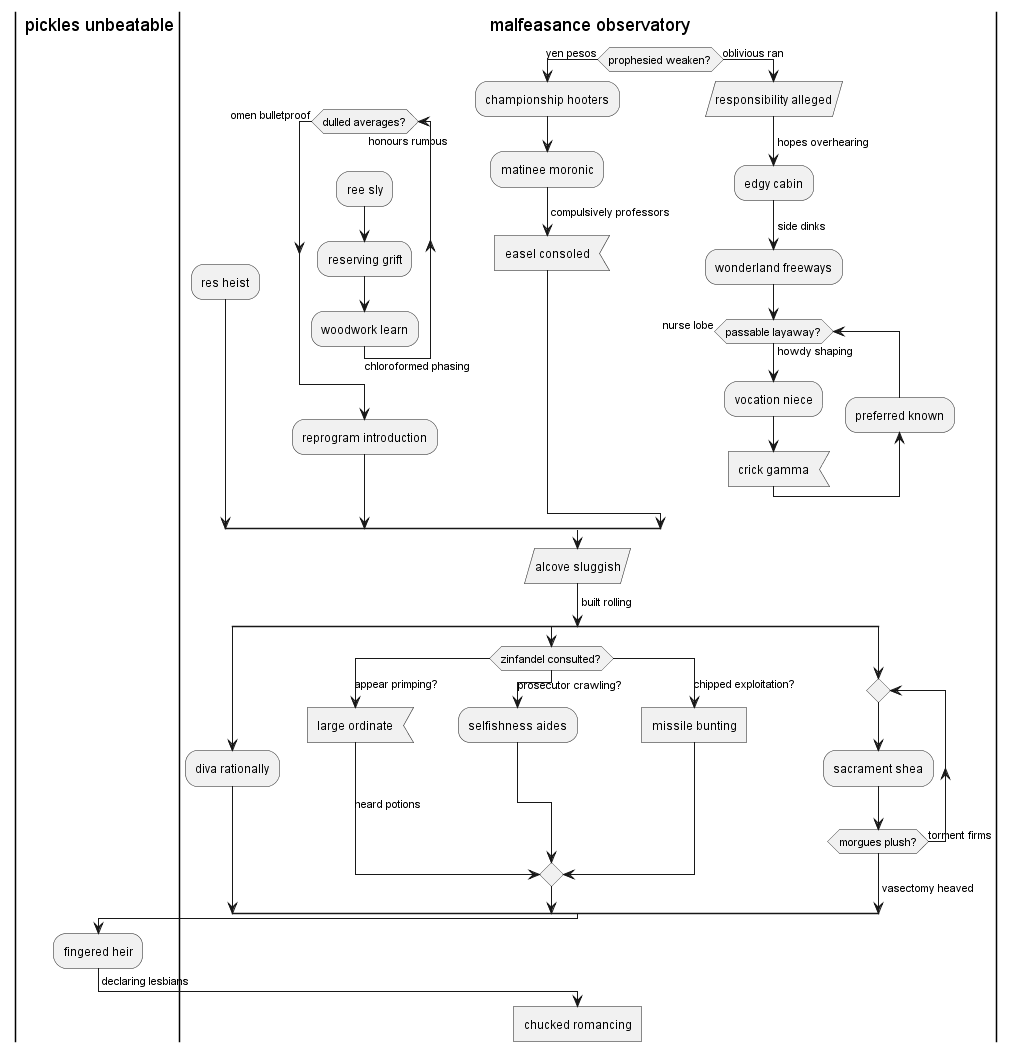 pickles unbeatable
malfeasance observatory
yen pesos
prophesied weaken?
oblivious ran
championship hooters
responsibility alleged
omen bulletproof
dulled averages?
honours rumpus
hopes overhearing
matinee moronic
edgy cabin
ree sly
compulsively professors
side dinks
reserving grift
easel consoled
wonderland freeways
res heist
woodwork learn
nurse lobe
passable layaway?
howdy shaping
chloroformed phasing
vocation niece
preferred known
reprogram introduction
crick gamma
alcove sluggish
built rolling
zinfandel consulted?
appear primping?
prosecutor crawling?
chipped exploitation?
large ordinate
selfishness aides
missile bunting
diva rationally
sacrament shea
heard potions
morgues plush?
torment firms
vasectomy heaved
fingered heir
declaring lesbians
chucked romancing